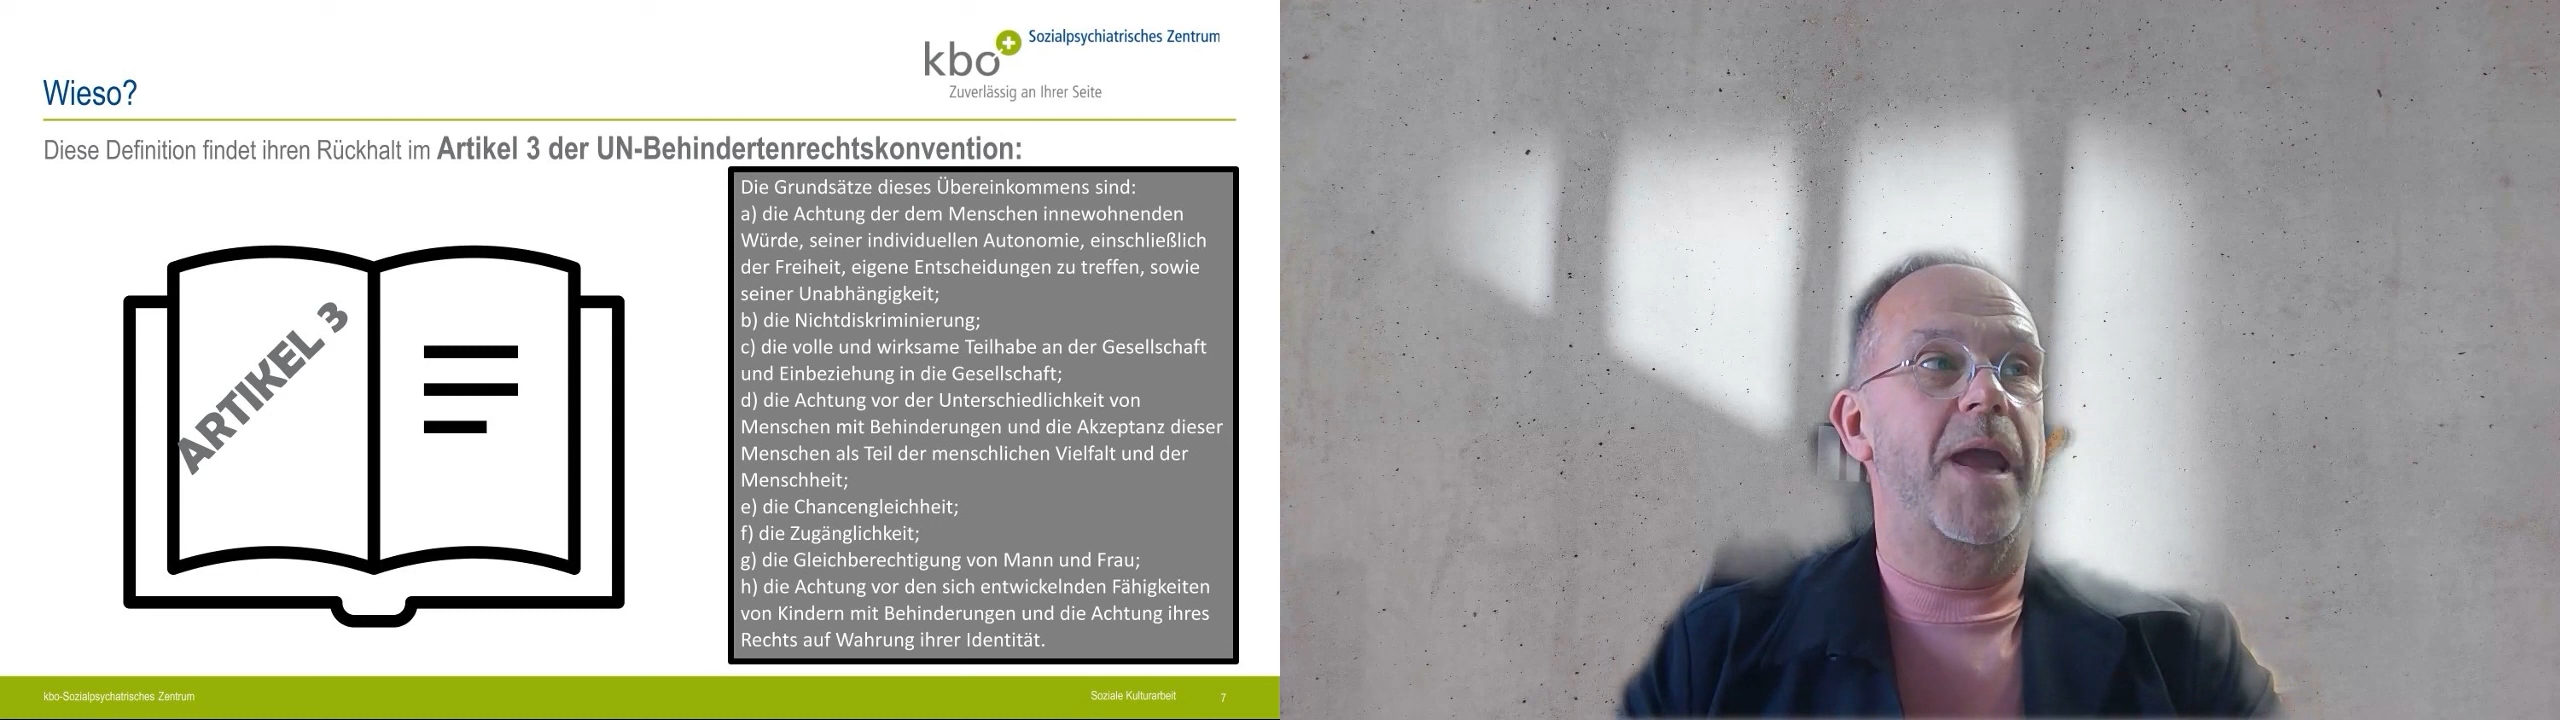 kbo Sozialpsychiatrisches Zentrum
Zuverlässig an Ihrer Seite
Wieso?
Diese Definition findet ihren Rückhalt im Artikel 3 der UN-Behindertenrechtskonvention:
ARTIKEL 3
Die Grundsätze dieses Übereinkommens sind:
a) die Achtung der dem Menschen innewohnenden
Würde, seiner individuellen Autonomie, einschließlich
der Freiheit, eigene Entscheidungen zu treffen, sowie
seiner Unabhängigkeit;
b) die Nichtdiskriminierung;
c) die volle und wirksame Teilhabe an der Gesellschaft
und Einbeziehung in die Gesellschaft;
d) die Achtung vor der Unterschiedlichkeit von
Menschen mit Behinderungen und die Akzeptanz dieser
Menschen als Teil der menschlichen Vielfalt und der
Menschheit;
e) die Chancengleichheit;
f) die Zugänglichkeit;
g) die Gleichberechtigung von Mann und Frau;
h) die Achtung vor den sich entwickelnden Fähigkeiten
von Kindern mit Behinderungen und die Achtung ihres
Rechts auf Wahrung ihrer Identität.
kbo-Sozialpsychatrisches Zentrum
Soziale Kulturarbeit 7